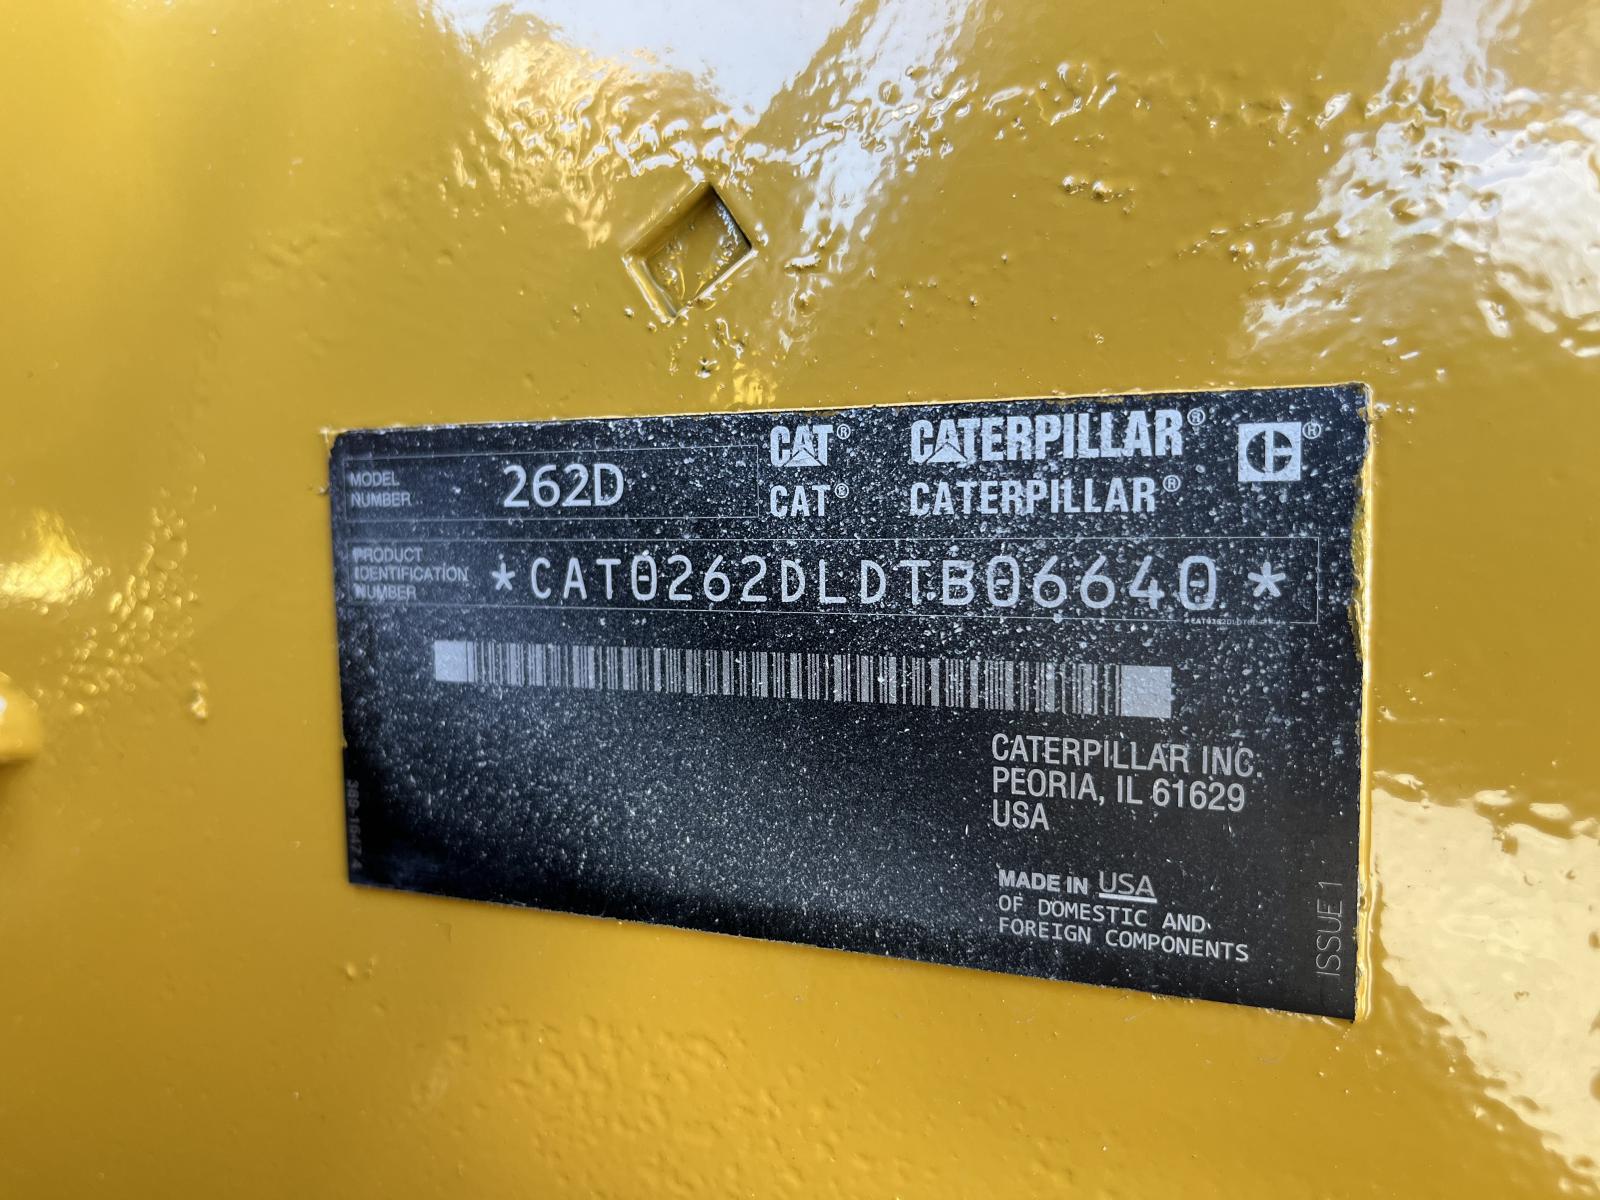 MODEL NUMBER 262D
CAT® CATERPILLAR® ®
CAT® CATERPILLAR®
PRODUCT IDENTIFICATION NUMBER *CAT0262DLDTB06640*
CATERPILLAR INC.
PEORIA, IL 61629
USA
MADE IN USA
OF DOMESTIC AND
FOREIGN COMPONENTS
ISSUE 1